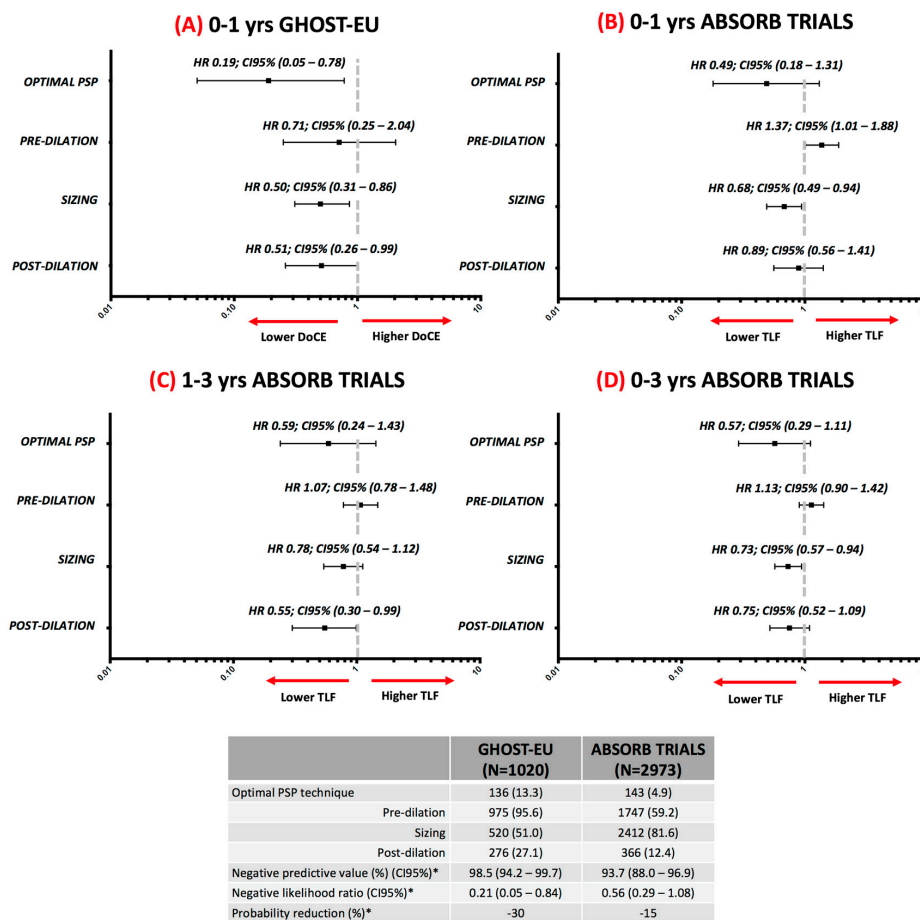 (A) 0-1 yrs GHOST-EU
HR 0.19; CI95% (0.05 – 0.78)
OPTIMAL PSP
HR 0.71; CI95% (0.25 – 2.04)
PRE-DILATION
HR 0.50; CI95% (0.31 – 0.86)
SIZING
HR 0.51; CI95% (0.26 – 0.99)
POST-DILATION
0.01 0.10 1 10
Lower DoCE Higher DoCE
(B) 0-1 yrs ABSORB TRIALS
HR 0.49; CI95% (0.18 – 1.31)
OPTIMAL PSP
HR 1.37; CI95% (1.01 – 1.88)
PRE-DILATION
HR 0.68; CI95% (0.49 – 0.94)
SIZING
HR 0.89; CI95% (0.56 – 1.41)
POST-DILATION
0.01 0.10 1
Lower TLF Higher TLF
(C) 1-3 yrs ABSORB TRIALS
HR 0.59; CI95% (0.24 – 1.43)
OPTIMAL PSP
HR 1.07; CI95% (0.78 – 1.48)
PRE-DILATION
HR 0.78; CI95% (0.54 – 1.12)
SIZING
HR 0.55; CI95% (0.30 – 0.99)
POST-DILATION
0.01 0.10 1 10
Lower TLF Higher TLF
(D) 0-3 yrs ABSORB TRIALS
HR 0.57; CI95% (0.29 – 1.11)
OPTIMAL PSP
HR 1.13; CI95% (0.90 – 1.42)
PRE-DILATION
HR 0.73; CI95% (0.57 – 0.94)
SIZING
HR 0.75; CI95% (0.52 – 1.09)
POST-DILATION
0.01 0.10 1
Lower TLF Higher TLF
GHOST-EU ABSORB TRIALS
(N=1020) (N=2973)
Optimal PSP technique 136 (13.3) 143 (4.9)
Pre-dilation 975 (95.6) 1747 (59.2)
Sizing 520 (51.0) 2412 (81.6)
Post-dilation 276 (27.1) 366 (12.4)
Negative predictive value (%) (CI95%)* 98.5 (94.2 – 99.7) 93.7 (88.0 – 96.9)
Negative likelihood ratio (CI95%)* 0.21 (0.05 – 0.84) 0.56 (0.29 – 1.08)
Probability reduction (%)* -30 -15